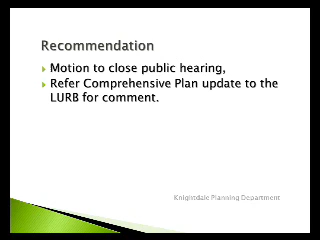 Recommendation
Motion to close public hearing,
Refer Comprehensive Plan update to the
LURB for comment.
Knightdale Planning Department